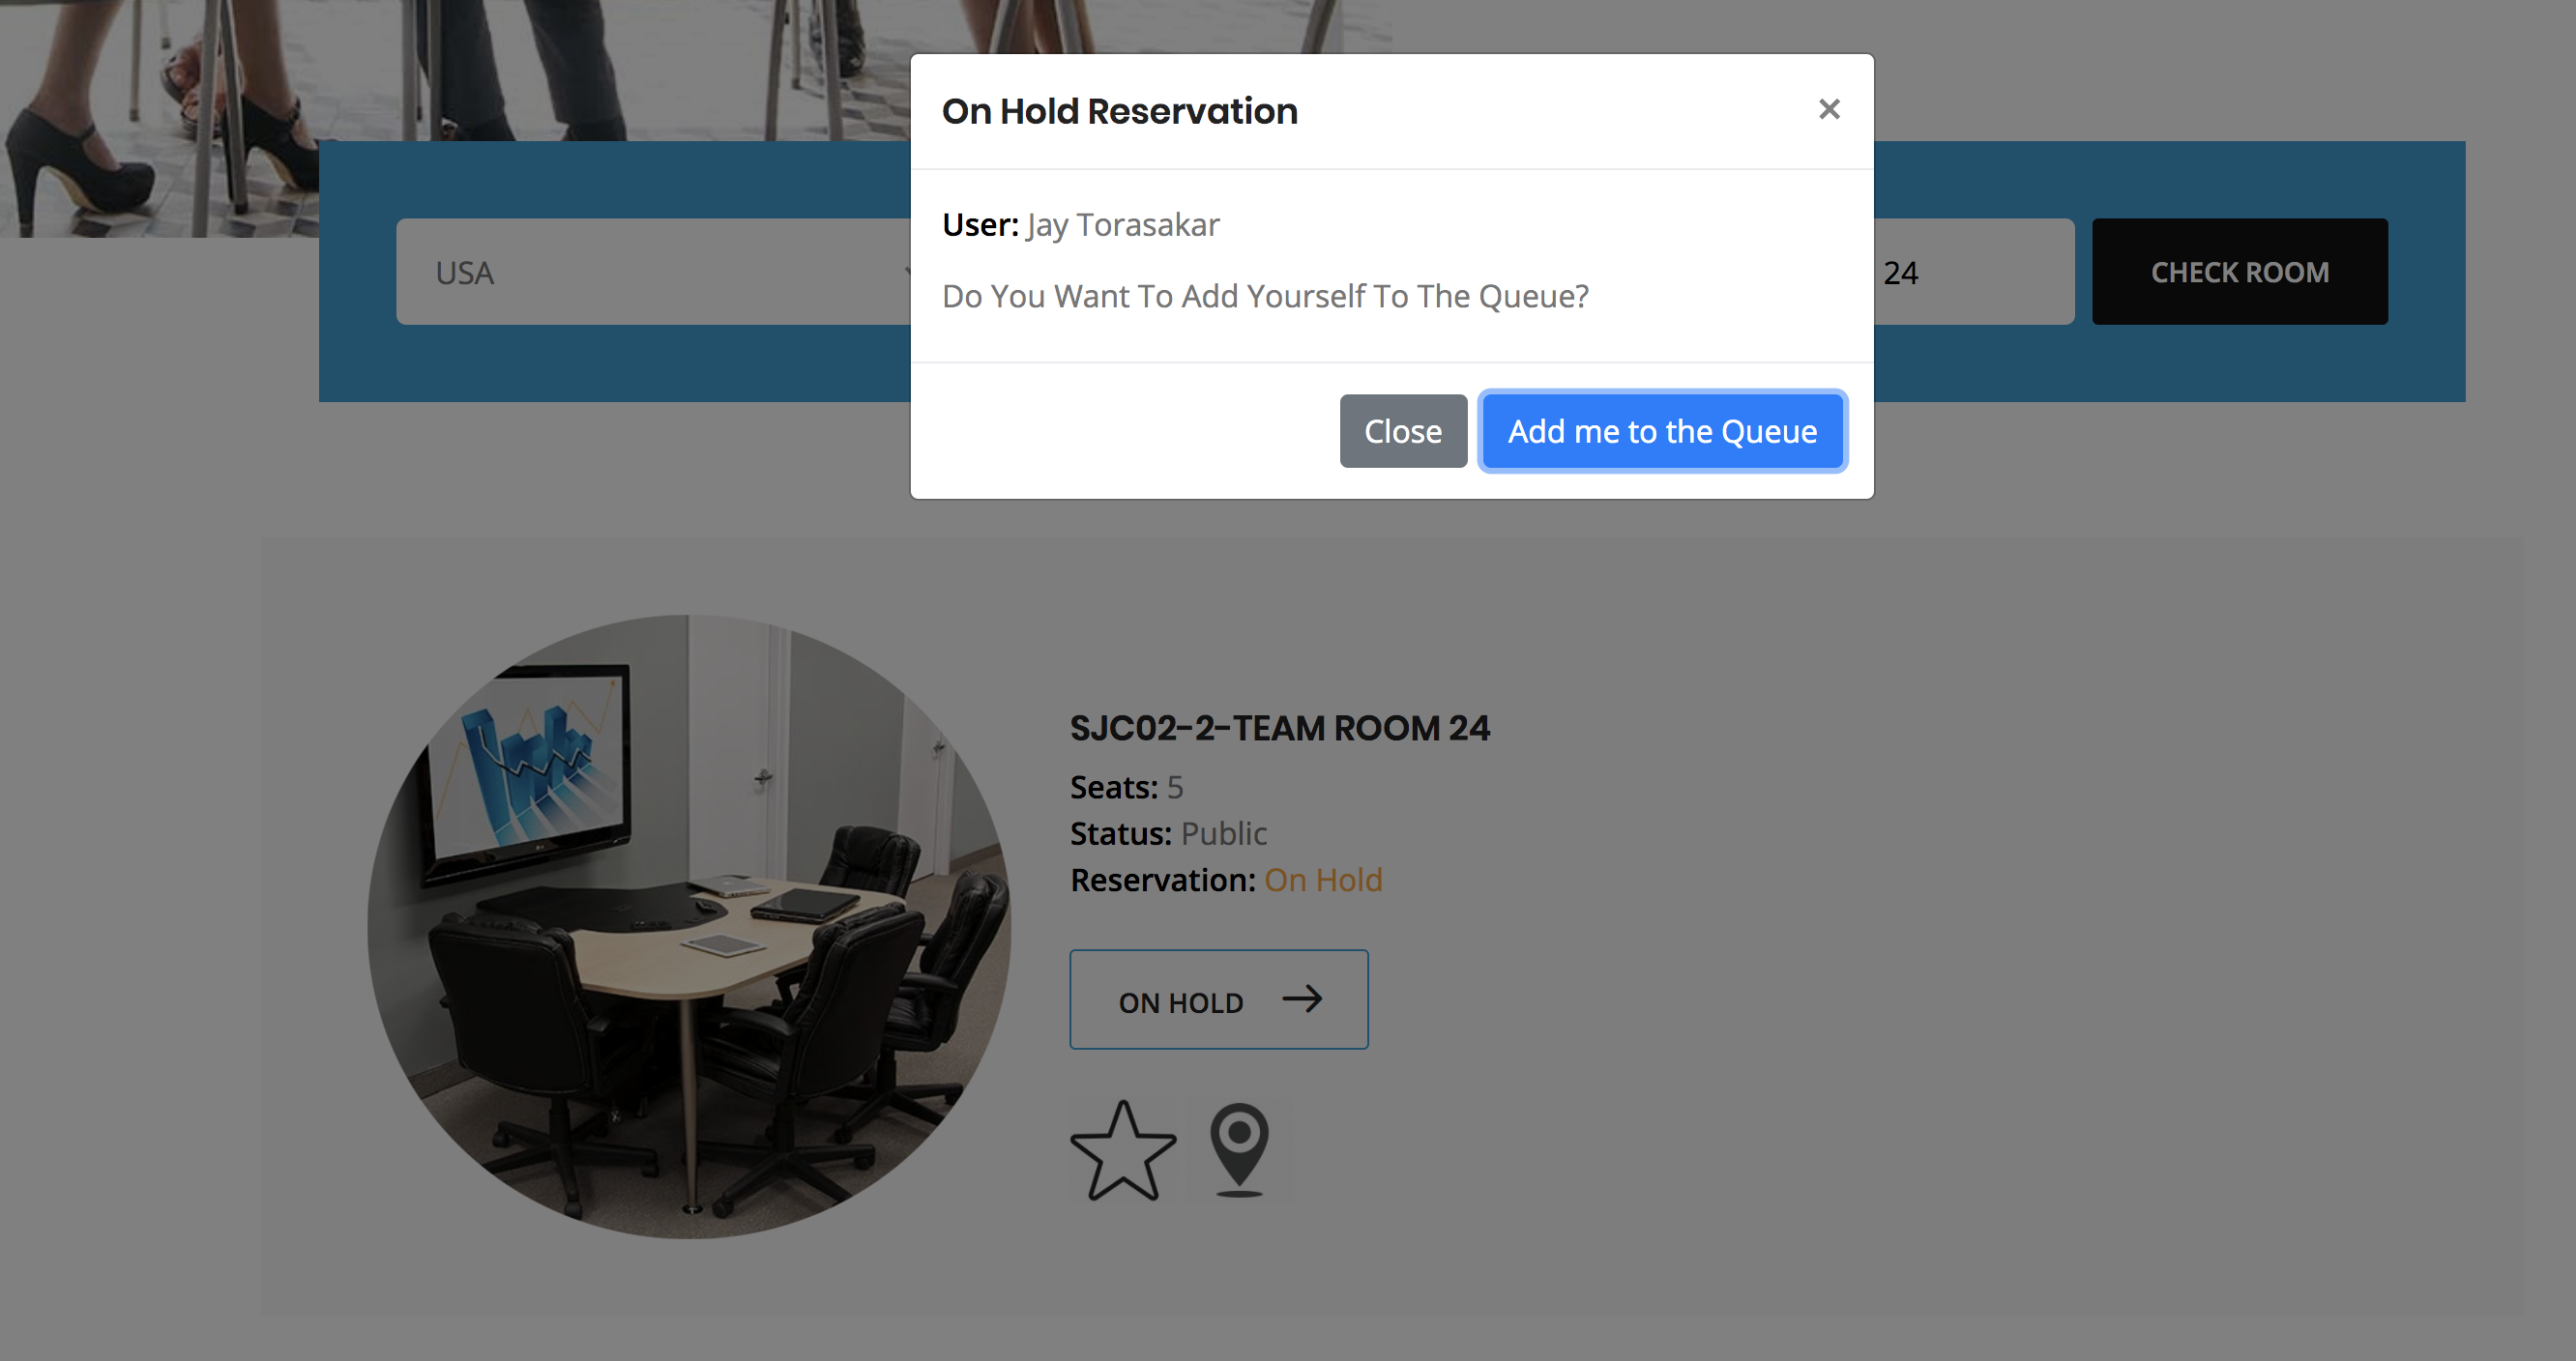 On Hold Reservation
×
User: Jay Torasakar
Do You Want To Add Yourself To The Queue?
Close
Add me to the Queue
USA
24
CHECK ROOM
SJC02-2-TEAM ROOM 24
Seats: 5
Status: Public
Reservation: On Hold
ON HOLD →